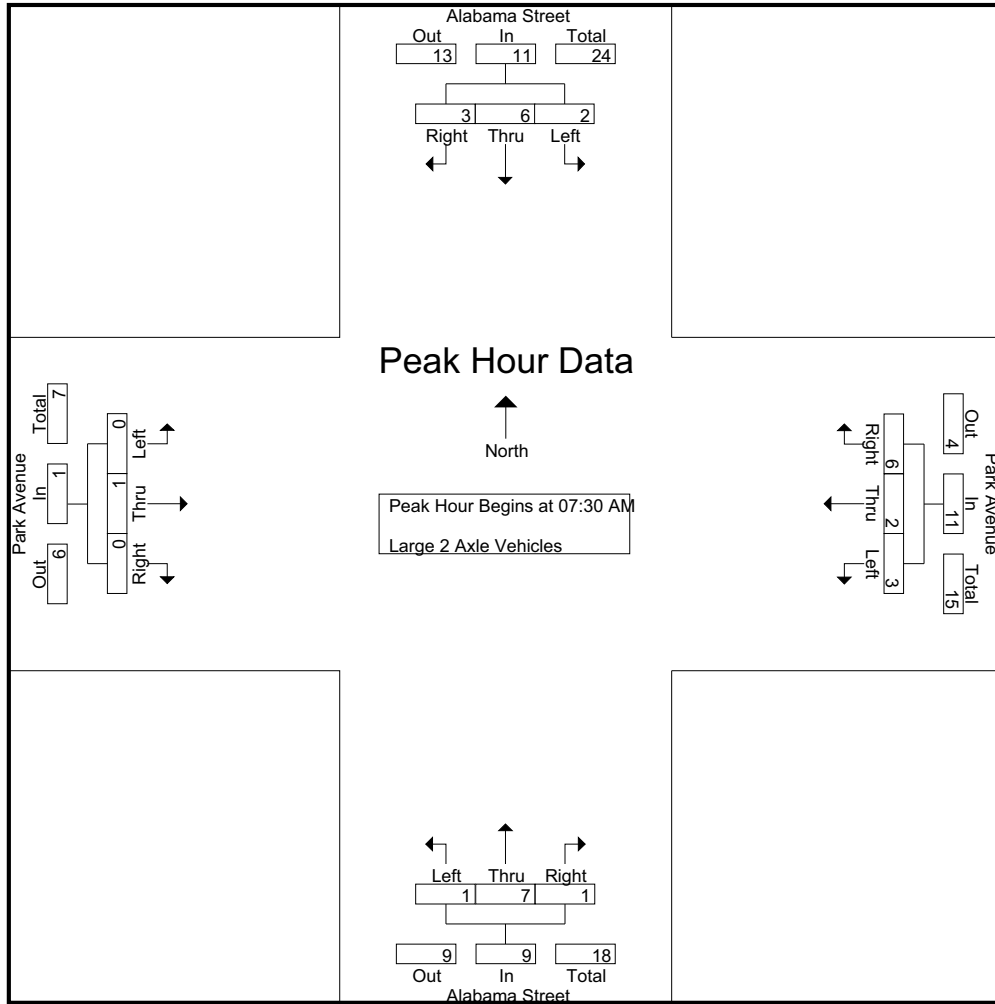 Alabama Street
Out In Total
13 11 24
3 6 2
Right Thru Left
Peak Hour Data
North
Peak Hour Begins at 07:30 AM
Large 2 Axle Vehicles
Park Avenue
Total In Out
7 1 6
0 1 0
Left Thru Right
Park Avenue
Out In Total
4 11 15
6 2 3
Right Thru Left
Left Thru Right
1 7 1
9 9 18
Out In Total
Alabama Street